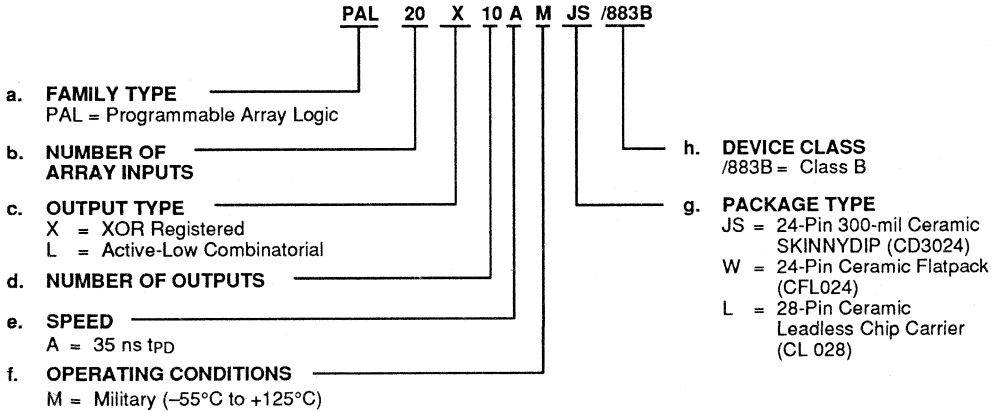 PAL 20 X 10 A M JS /883B
a. FAMILY TYPE
PAL = Programmable Array Logic
b. NUMBER OF
ARRAY INPUTS
c. OUTPUT TYPE
X = XOR Registered
L = Active-Low Combinatorial
d. NUMBER OF OUTPUTS
e. SPEED
A = 35 ns tPD
f. OPERATING CONDITIONS
M = Military (–55°C to +125°C)
h. DEVICE CLASS
/883B = Class B
g. PACKAGE TYPE
JS = 24-Pin 300-mil Ceramic
SKINNYDIP (CD3024)
W = 24-Pin Ceramic Flatpack
(CFL024)
L = 28-Pin Ceramic
Leadless Chip Carrier
(CL 028)